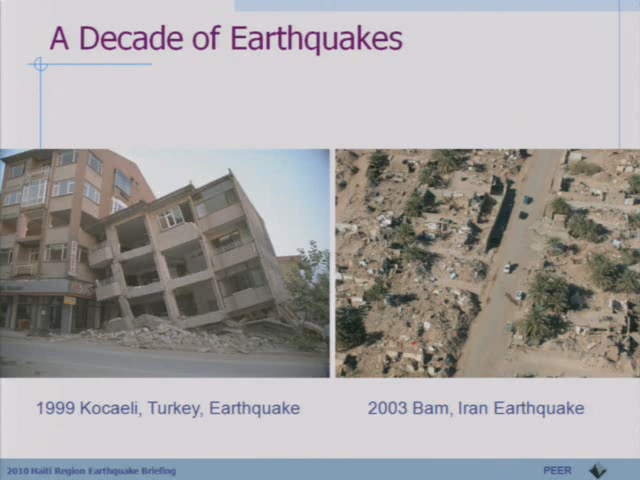 A Decade of Earthquakes
1999 Kocaeli, Turkey, Earthquake
2003 Bam, Iran Earthquake
2010 Haiti Region Earthquake Briefing
PEER